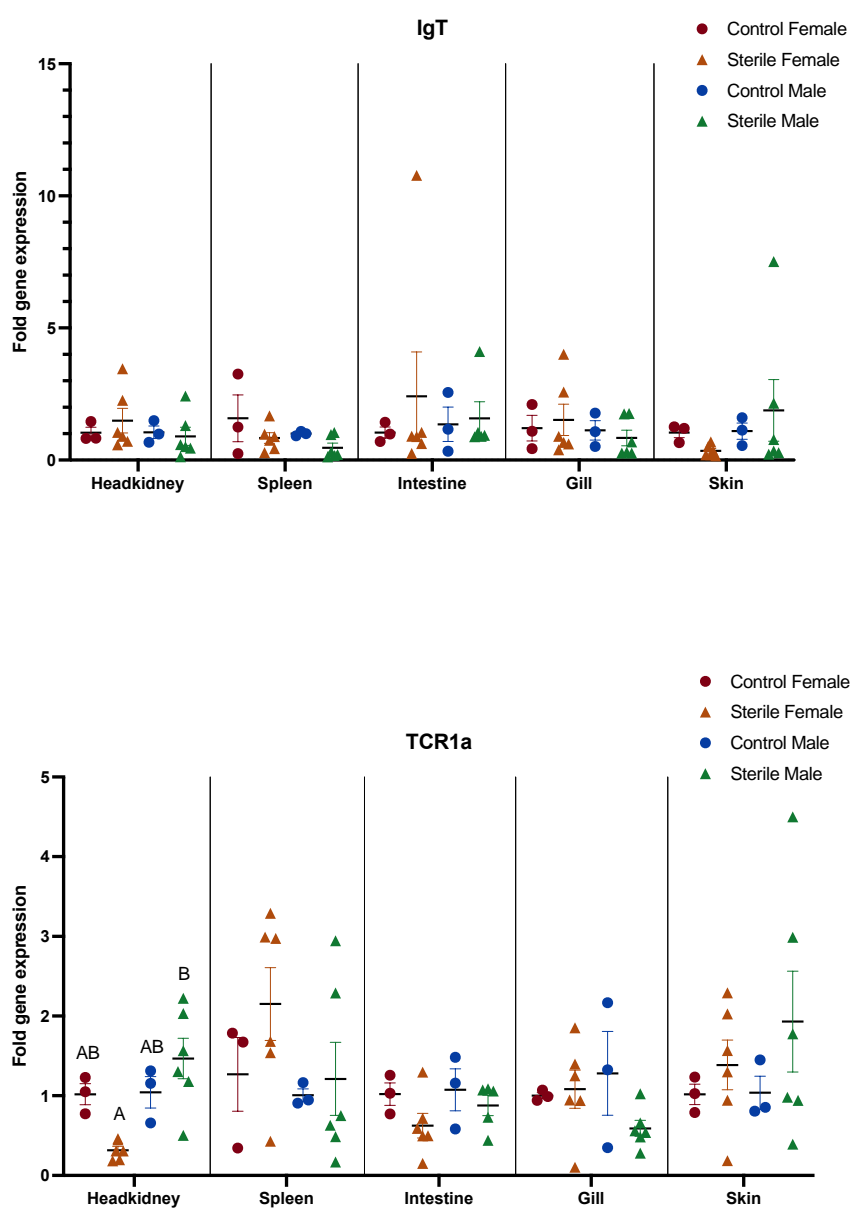 IgT
Control Female
Sterile Female
Control Male
Sterile Male
Fold gene expression
15
10
5
0
Headkidney Spleen Intestine Gill Skin
Control Female
Sterile Female
Control Male
Sterile Male
TCR1a
Fold gene expression
5
4
3
2
1
0
AB A AB B
Headkidney Spleen Intestine Gill Skin